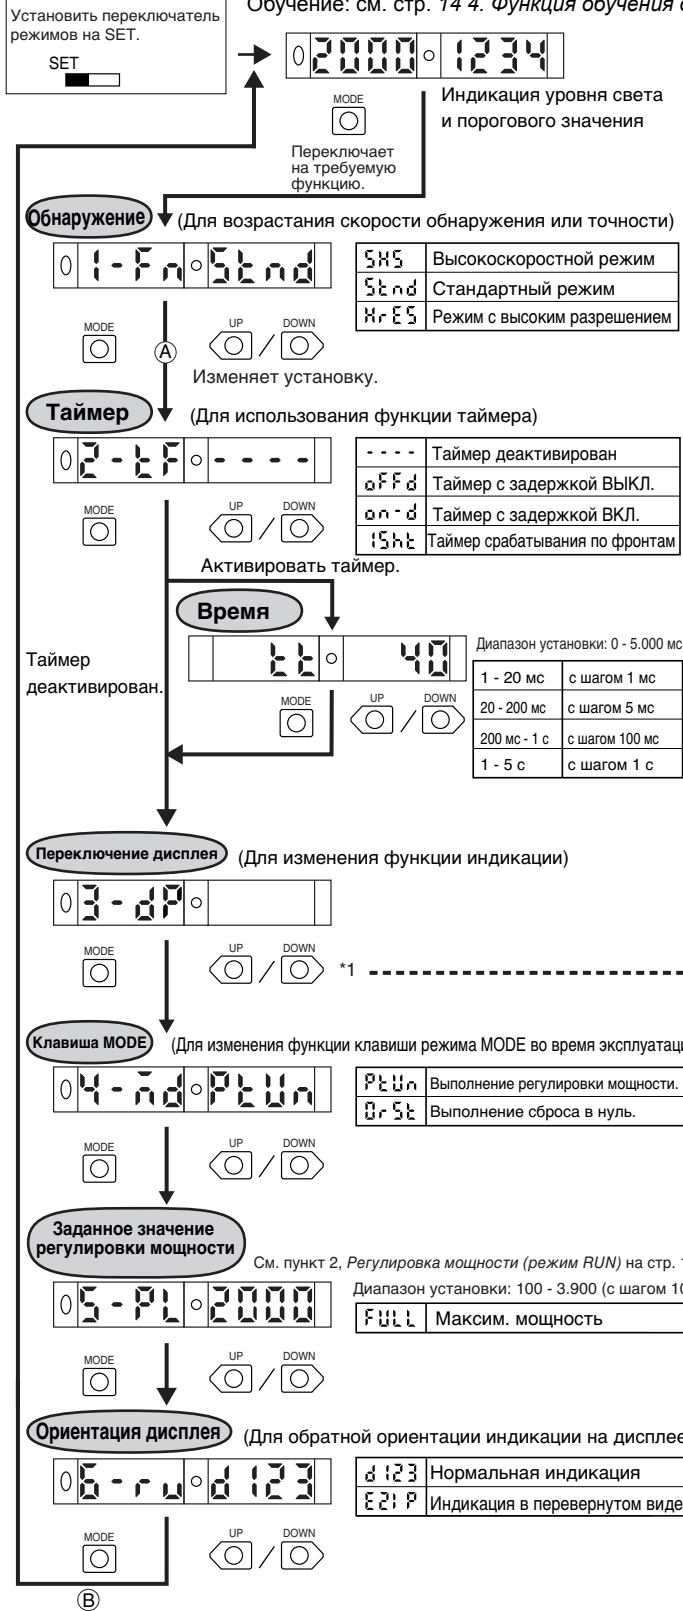 Обучение: см. стр. 14 4. Функция обучения
Установить переключатель
режимов на SET.
SET
2000 1234
MODE
Индикация уровня света
и порогового значения
Переключает
на требуемую
функцию.
Обнаружение
(Для возрастания скорости обнаружения или точности)
1-Fn Stnd
SHS Высокоскоростной режим
Stnd Стандартный режим
HrES Режим с высоким разрешением
MODE UP / DOWN
A
Изменяет установку.
Таймер
(Для использования функции таймера)
2-tF ----
---- Таймер деактивирован
oFFd Таймер с задержкой ВЫКЛ.
on-d Таймер с задержкой ВКЛ.
1Sht Таймер срабатывания по фронтам
MODE UP / DOWN
Активировать таймер.
Время
Таймер
деактивирован.
tt 40
MODE UP / DOWN
Диапазон установки: 0 - 5.000 мс
1 - 20 мс с шагом 1 мс
20 - 200 мс с шагом 5 мс
200 мс - 1 с с шагом 100 мс
1 - 5 с с шагом 1 с
Переключение дисплея
(Для изменения функции индикации)
3-dP
MODE UP / DOWN *1
Клавиша MODE
(Для изменения функции клавиши режима MODE во время эксплуатаци
4-md PtUn
PtUn Выполнение регулировки мощности.
0rSt Выполнение сброса в нуль.
MODE UP / DOWN
Заданное значение
регулировки мощности
См. пункт 2, Регулировка мощности (режим RUN) на стр. 1
Диапазон установки: 100 - 3.900 (с шагом 10
5-PL 2000
FULL Максим. мощность
MODE UP / DOWN
Ориентация дисплея
(Для обратной ориентации индикации на дисплее
6-ru d123
d123 Нормальная индикация
Индикация в перевернутом виде
MODE UP / DOWN
B